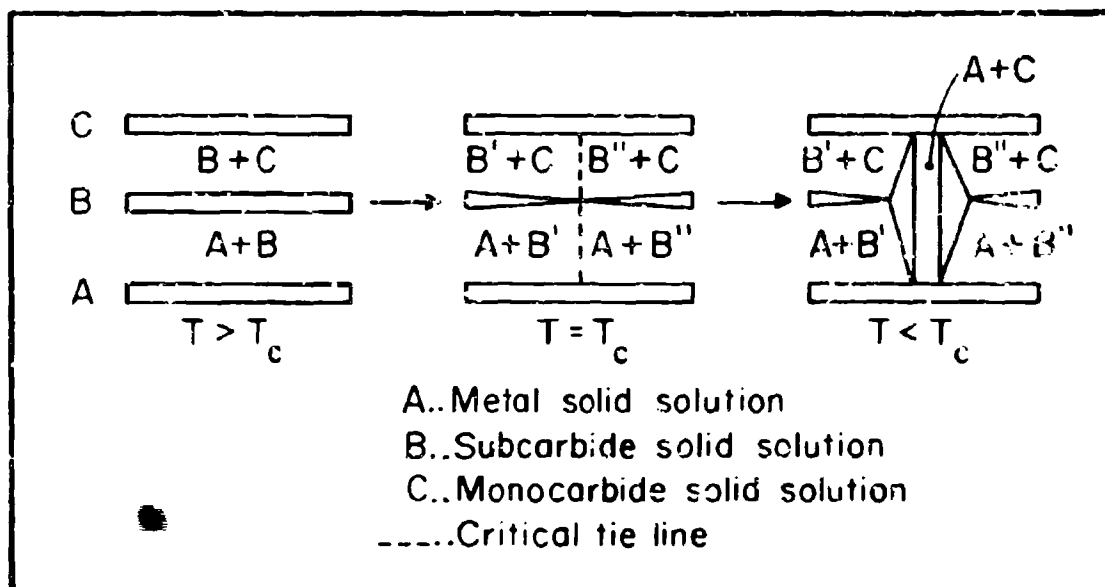 A+C
C
B+C
B'+C
B"+C
B'+C
B"+C
B
A+B
A+B'
A+B"
A+B'
A+B"
A
T > Tc
T = Tc
T < Tc
A..Metal solid solution
B..Subcarbide solid solution
C..Monocarbide solid solution
Critical tie line